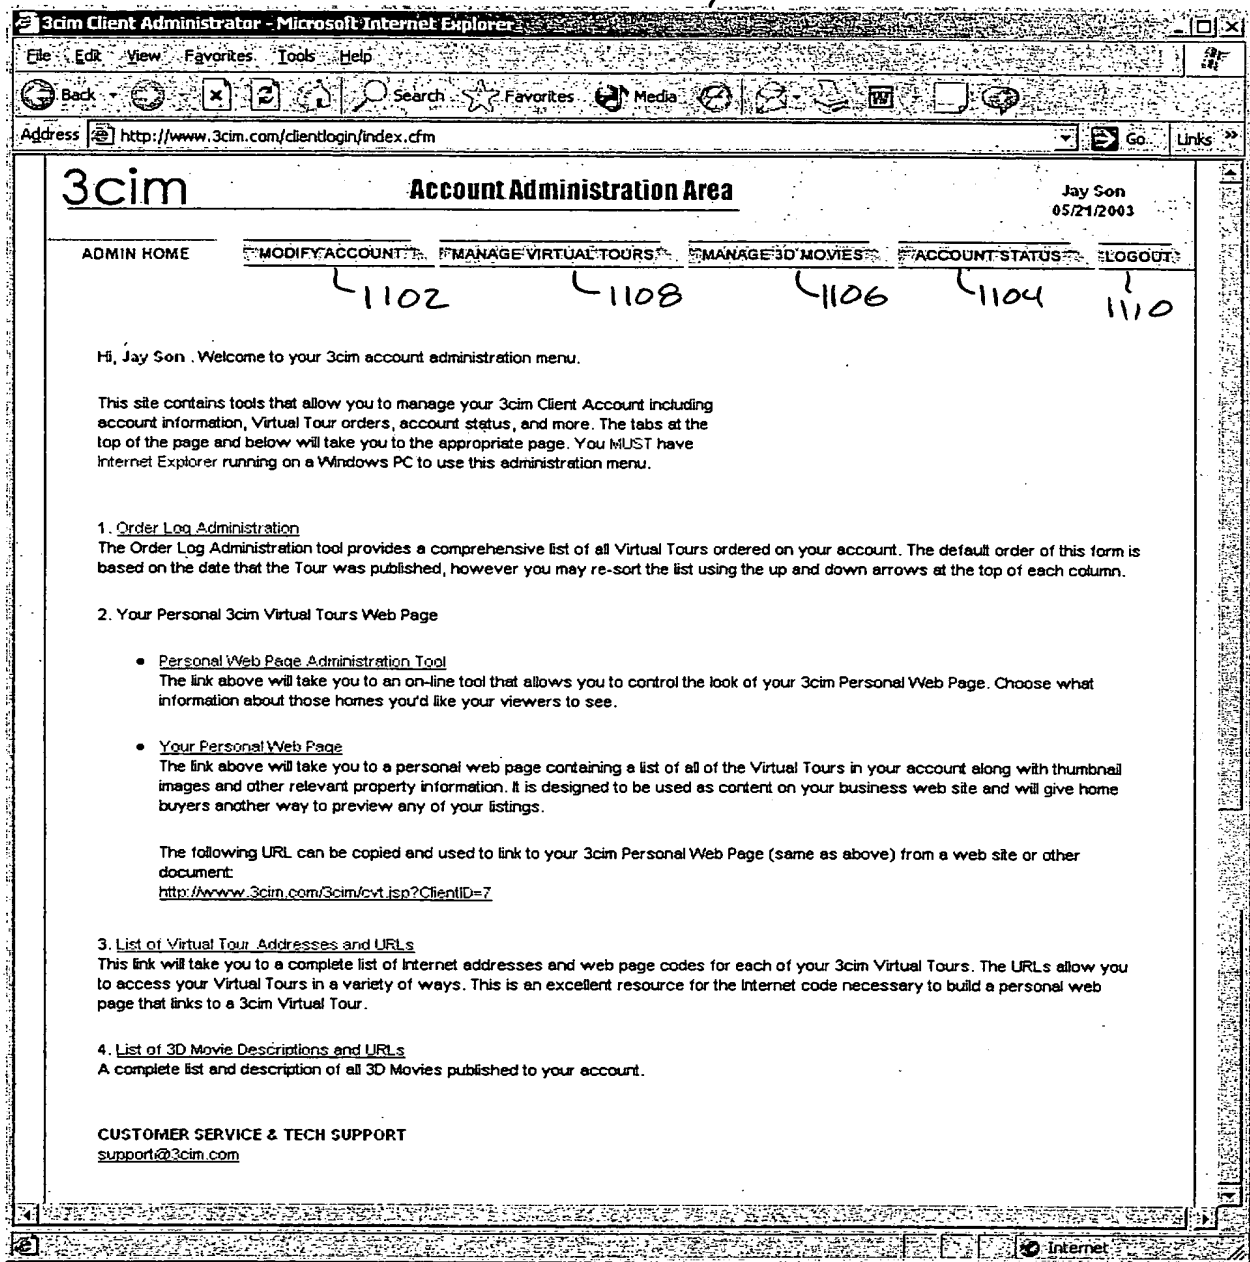 3cim Client Administrator - Microsoft Internet Explorer
File Edit View Favorites Tools Help
Back Search Favorites Media
Address http://www.3cim.com/clientlogin/index.cfm Go Links »
3cim Account Administration Area Jay Son
05/21/2003
ADMIN HOME MODIFY ACCOUNT MANAGE VIRTUAL TOURS MANAGE 3D MOVIES ACCOUNT STATUS LOGOUT
1102 1108 1106 1104 1110
Hi, Jay Son . Welcome to your 3cim account administration menu.
This site contains tools that allow you to manage your 3cim Client Account including
account information, Virtual Tour orders, account status, and more. The tabs at the
top of the page and below will take you to the appropriate page. You MUST have
Internet Explorer running on a Windows PC to use this administration menu.
1. Order Log Administration
The Order Log Administration tool provides a comprehensive list of all Virtual Tours ordered on your account. The default order of this form is
based on the date that the Tour was published, however you may re-sort the list using the up and down arrows at the top of each column.
2. Your Personal 3cim Virtual Tours Web Page
• Personal Web Page Administration Tool
The link above will take you to an on-line tool that allows you to control the look of your 3cim Personal Web Page. Choose what
information about those homes you'd like your viewers to see.
• Your Personal Web Page
The link above will take you to a personal web page containing a list of all of the Virtual Tours in your account along with thumbnail
images and other relevant property information. It is designed to be used as content on your business web site and will give home
buyers another way to preview any of your listings.
The following URL can be copied and used to link to your 3cim Personal Web Page (same as above) from a web site or other
document:
http://www.3cim.com/3cim/cvt.jsp?ClientID=7
3. List of Virtual Tour Addresses and URLs
This link will take you to a complete list of Internet addresses and web page codes for each of your 3cim Virtual Tours. The URLs allow you
to access your Virtual Tours in a variety of ways. This is an excellent resource for the Internet code necessary to build a personal web
page that links to a 3cim Virtual Tour.
4. List of 3D Movie Descriptions and URLs
A complete list and description of all 3D Movies published to your account.
CUSTOMER SERVICE & TECH SUPPORT
support@3cim.com
Internet